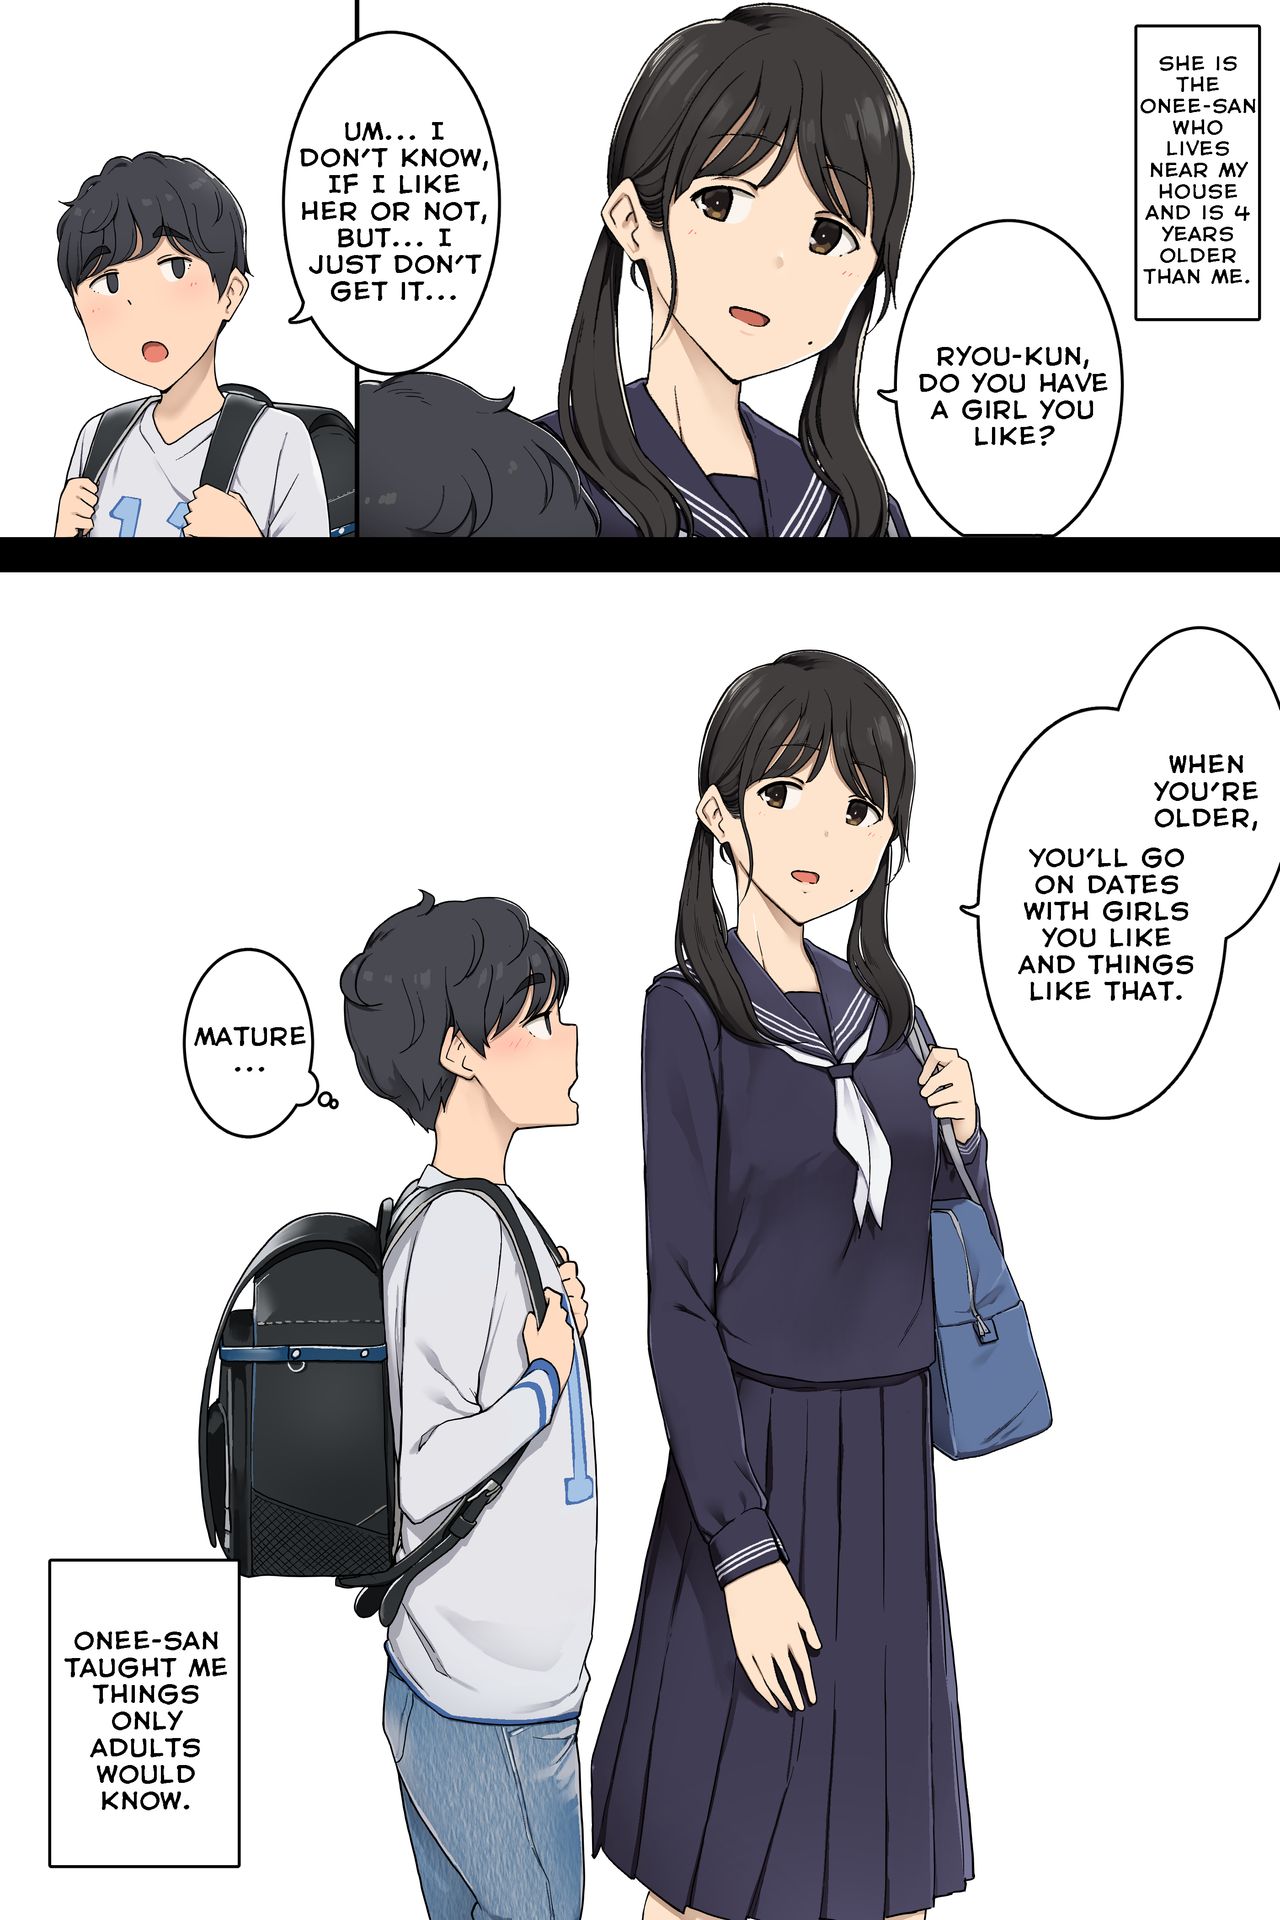 SHE IS
THE
ONEE-SAN
WHO
LIVES
NEAR MY
HOUSE
AND IS 4
YEARS
OLDER
THAN ME.
RYOU-KUN,
DO YOU HAVE
A GIRL YOU
LIKE?
UM... I
DON'T KNOW,
IF I LIKE
HER OR NOT,
BUT... I
JUST DON'T
GET IT...
11
WHEN
YOU'RE
OLDER,
YOU'LL GO
ON DATES
WITH GIRLS
YOU LIKE
AND THINGS
LIKE THAT.
MATURE
...
1
ONEE-SAN
TAUGHT ME
THINGS
ONLY
ADULTS
WOULD
KNOW.